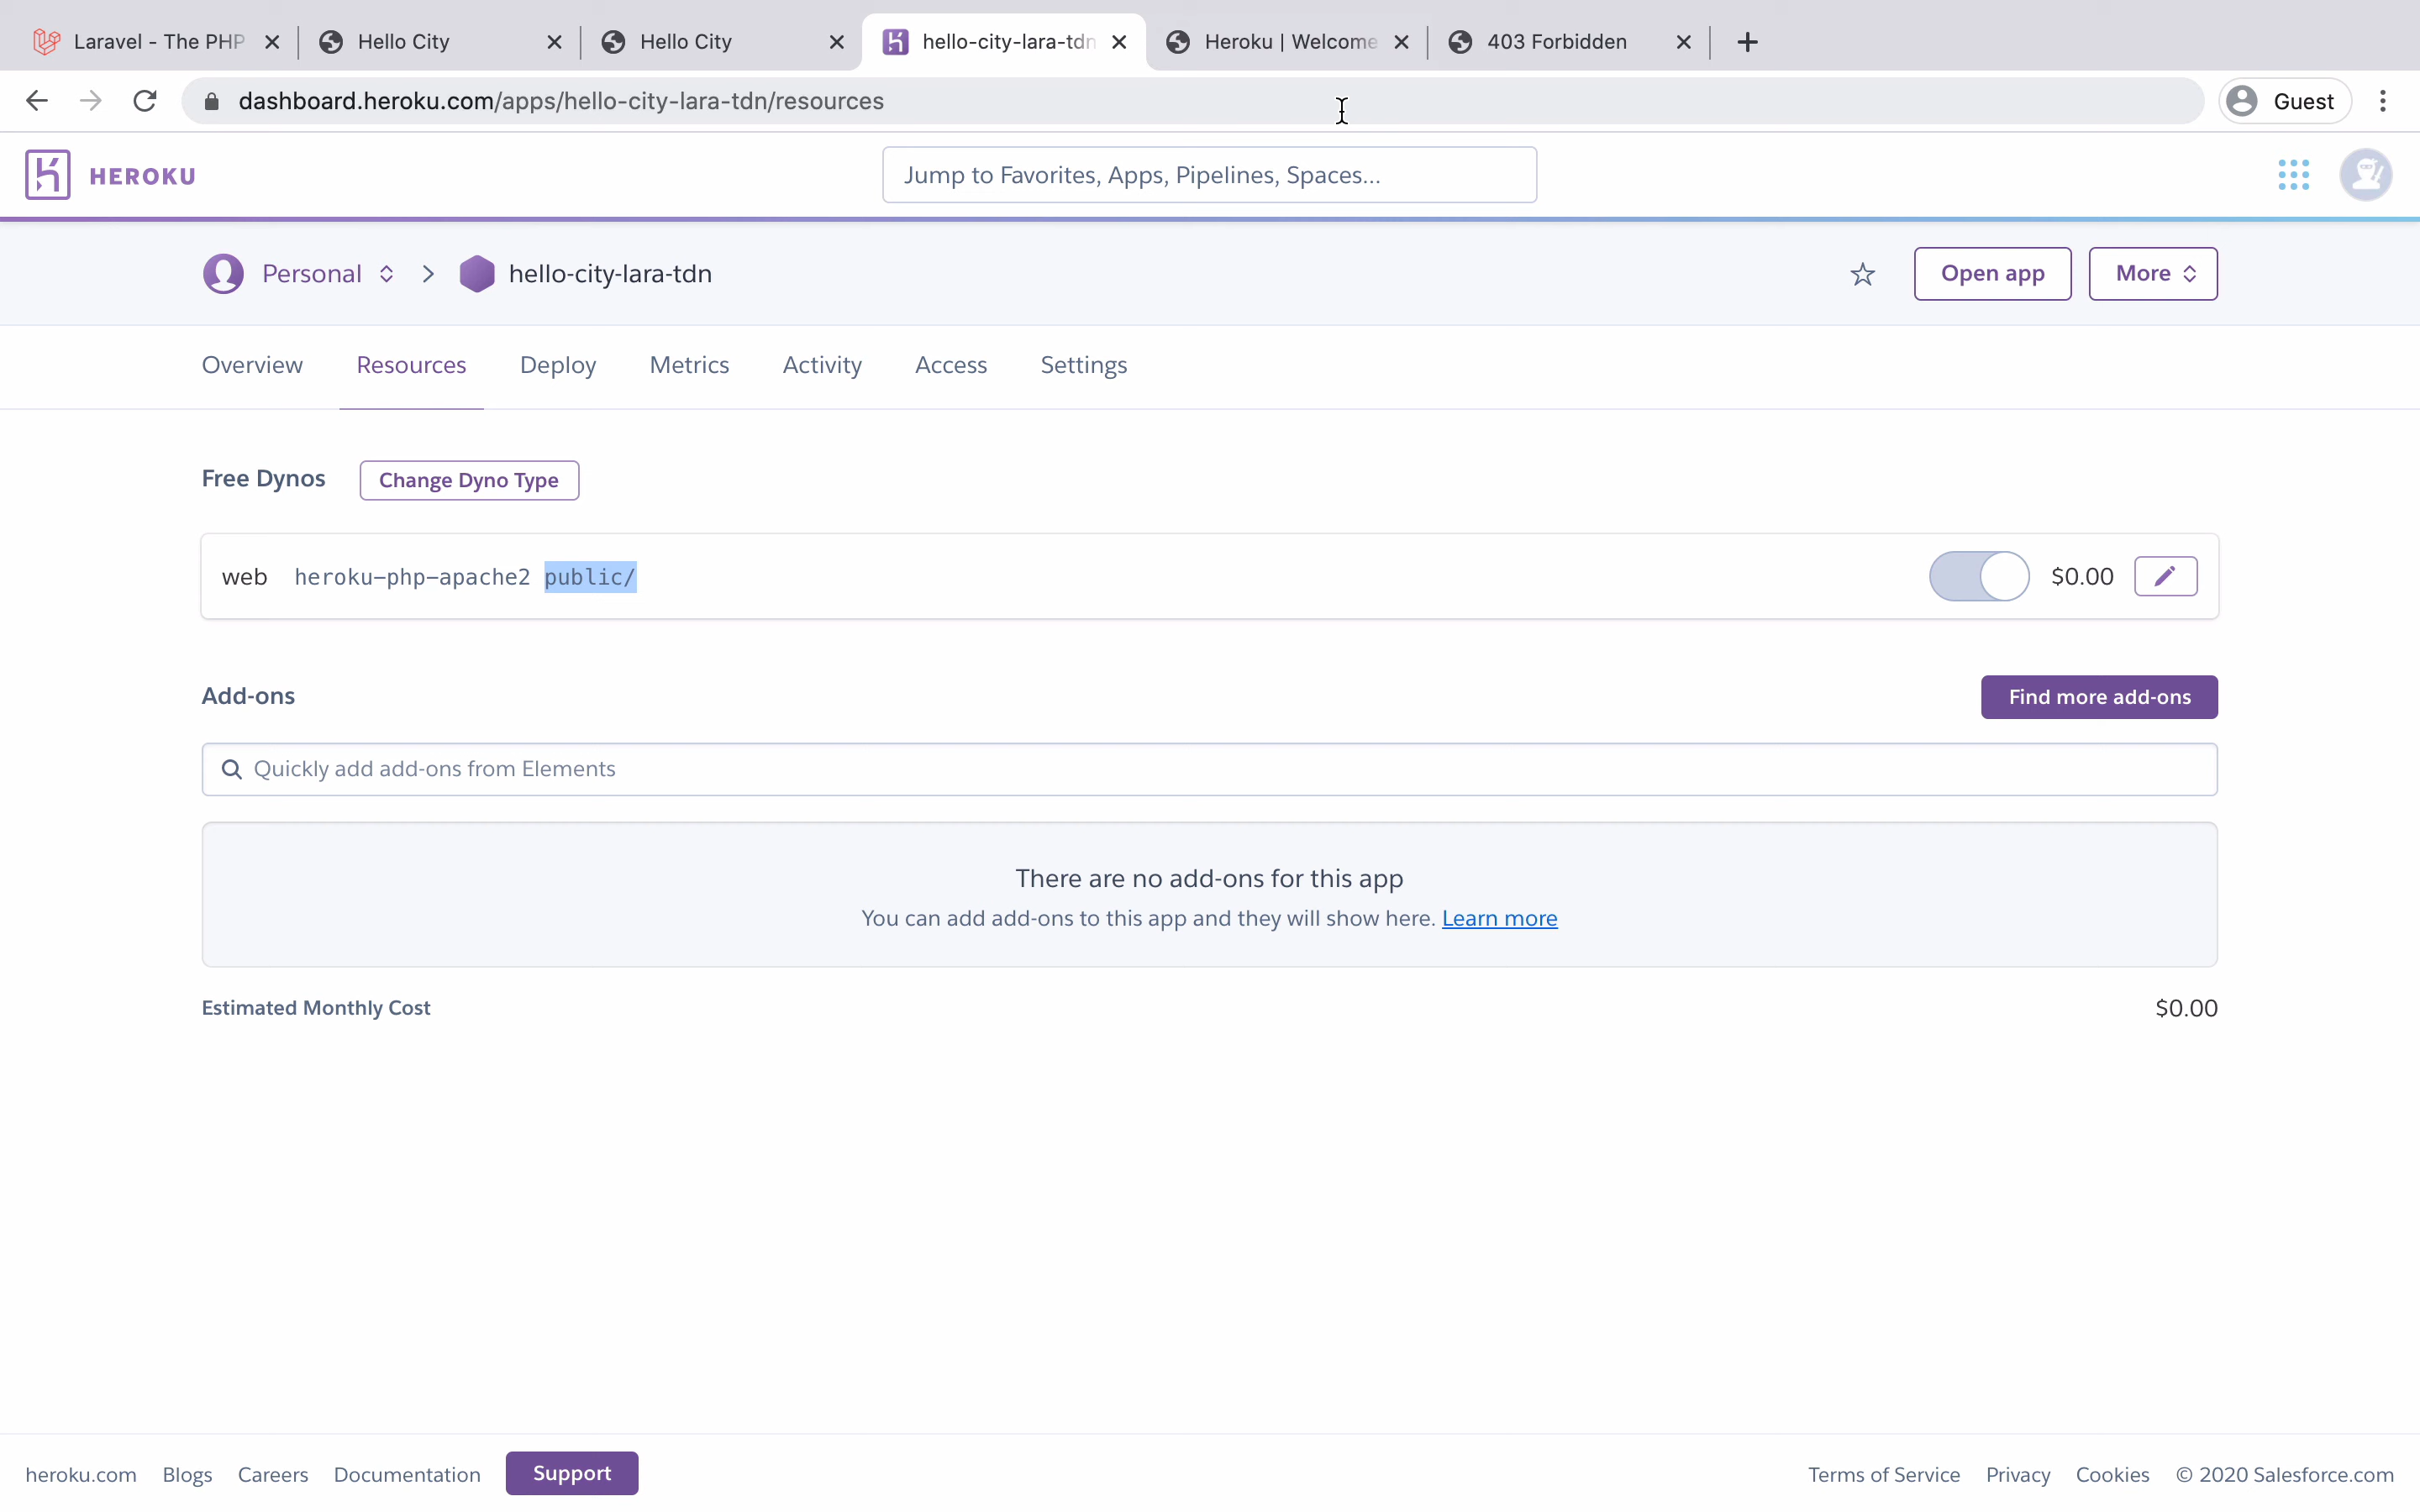 Laravel - The PHP
Hello City
Hello City
hello-city-lara-tdn
Heroku | Welcome
403 Forbidden
dashboard.heroku.com/apps/hello-city-lara-tdn/resources
Guest
HEROKU
Jump to Favorites, Apps, Pipelines, Spaces...
Personal
hello-city-lara-tdn
Open app
More
Overview
Resources
Deploy
Metrics
Activity
Access
Settings
Free Dynos
Change Dyno Type
web heroku-php-apache2 public/
$0.00
Add-ons
Find more add-ons
Quickly add add-ons from Elements
There are no add-ons for this app
You can add add-ons to this app and they will show here. Learn more
Estimated Monthly Cost
$0.00
heroku.com
Blogs
Careers
Documentation
Support
Terms of Service
Privacy
Cookies
© 2020 Salesforce.com